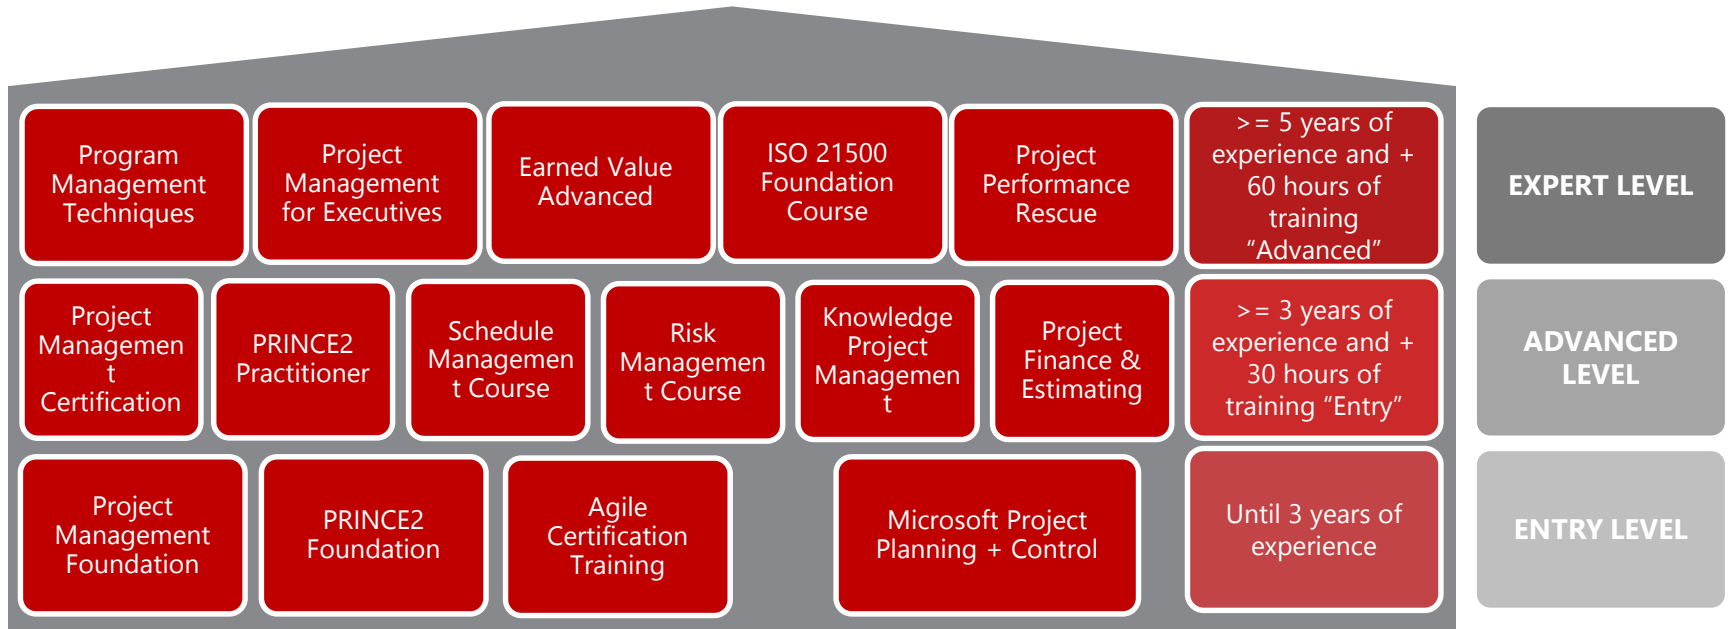 Program
Management
Techniques
Project
Management
for Executives
Earned Value
Advanced
ISO 21500
Foundation
Course
Project
Performance
Rescue
>= 5 years of
experience and +
60 hours of
training
“Advanced”
EXPERT LEVEL
Project
Managemen
t
Certification
PRINCE2
Practitioner
Schedule
Managemen
t Course
Risk
Managemen
t Course
Knowledge
Project
Managemen
t
Project
Finance &
Estimating
>= 3 years of
experience and +
30 hours of
training “Entry”
ADVANCED
LEVEL
Project
Management
Foundation
PRINCE2
Foundation
Agile
Certification
Training
Microsoft Project
Planning + Control
Until 3 years of
experience
ENTRY LEVEL